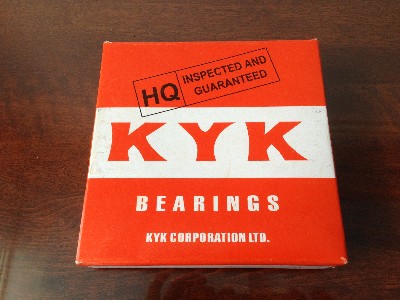 HQ INSPECTED AND
GUARANTEED
KYK
BEARINGS
KYK CORPORATION LTD.